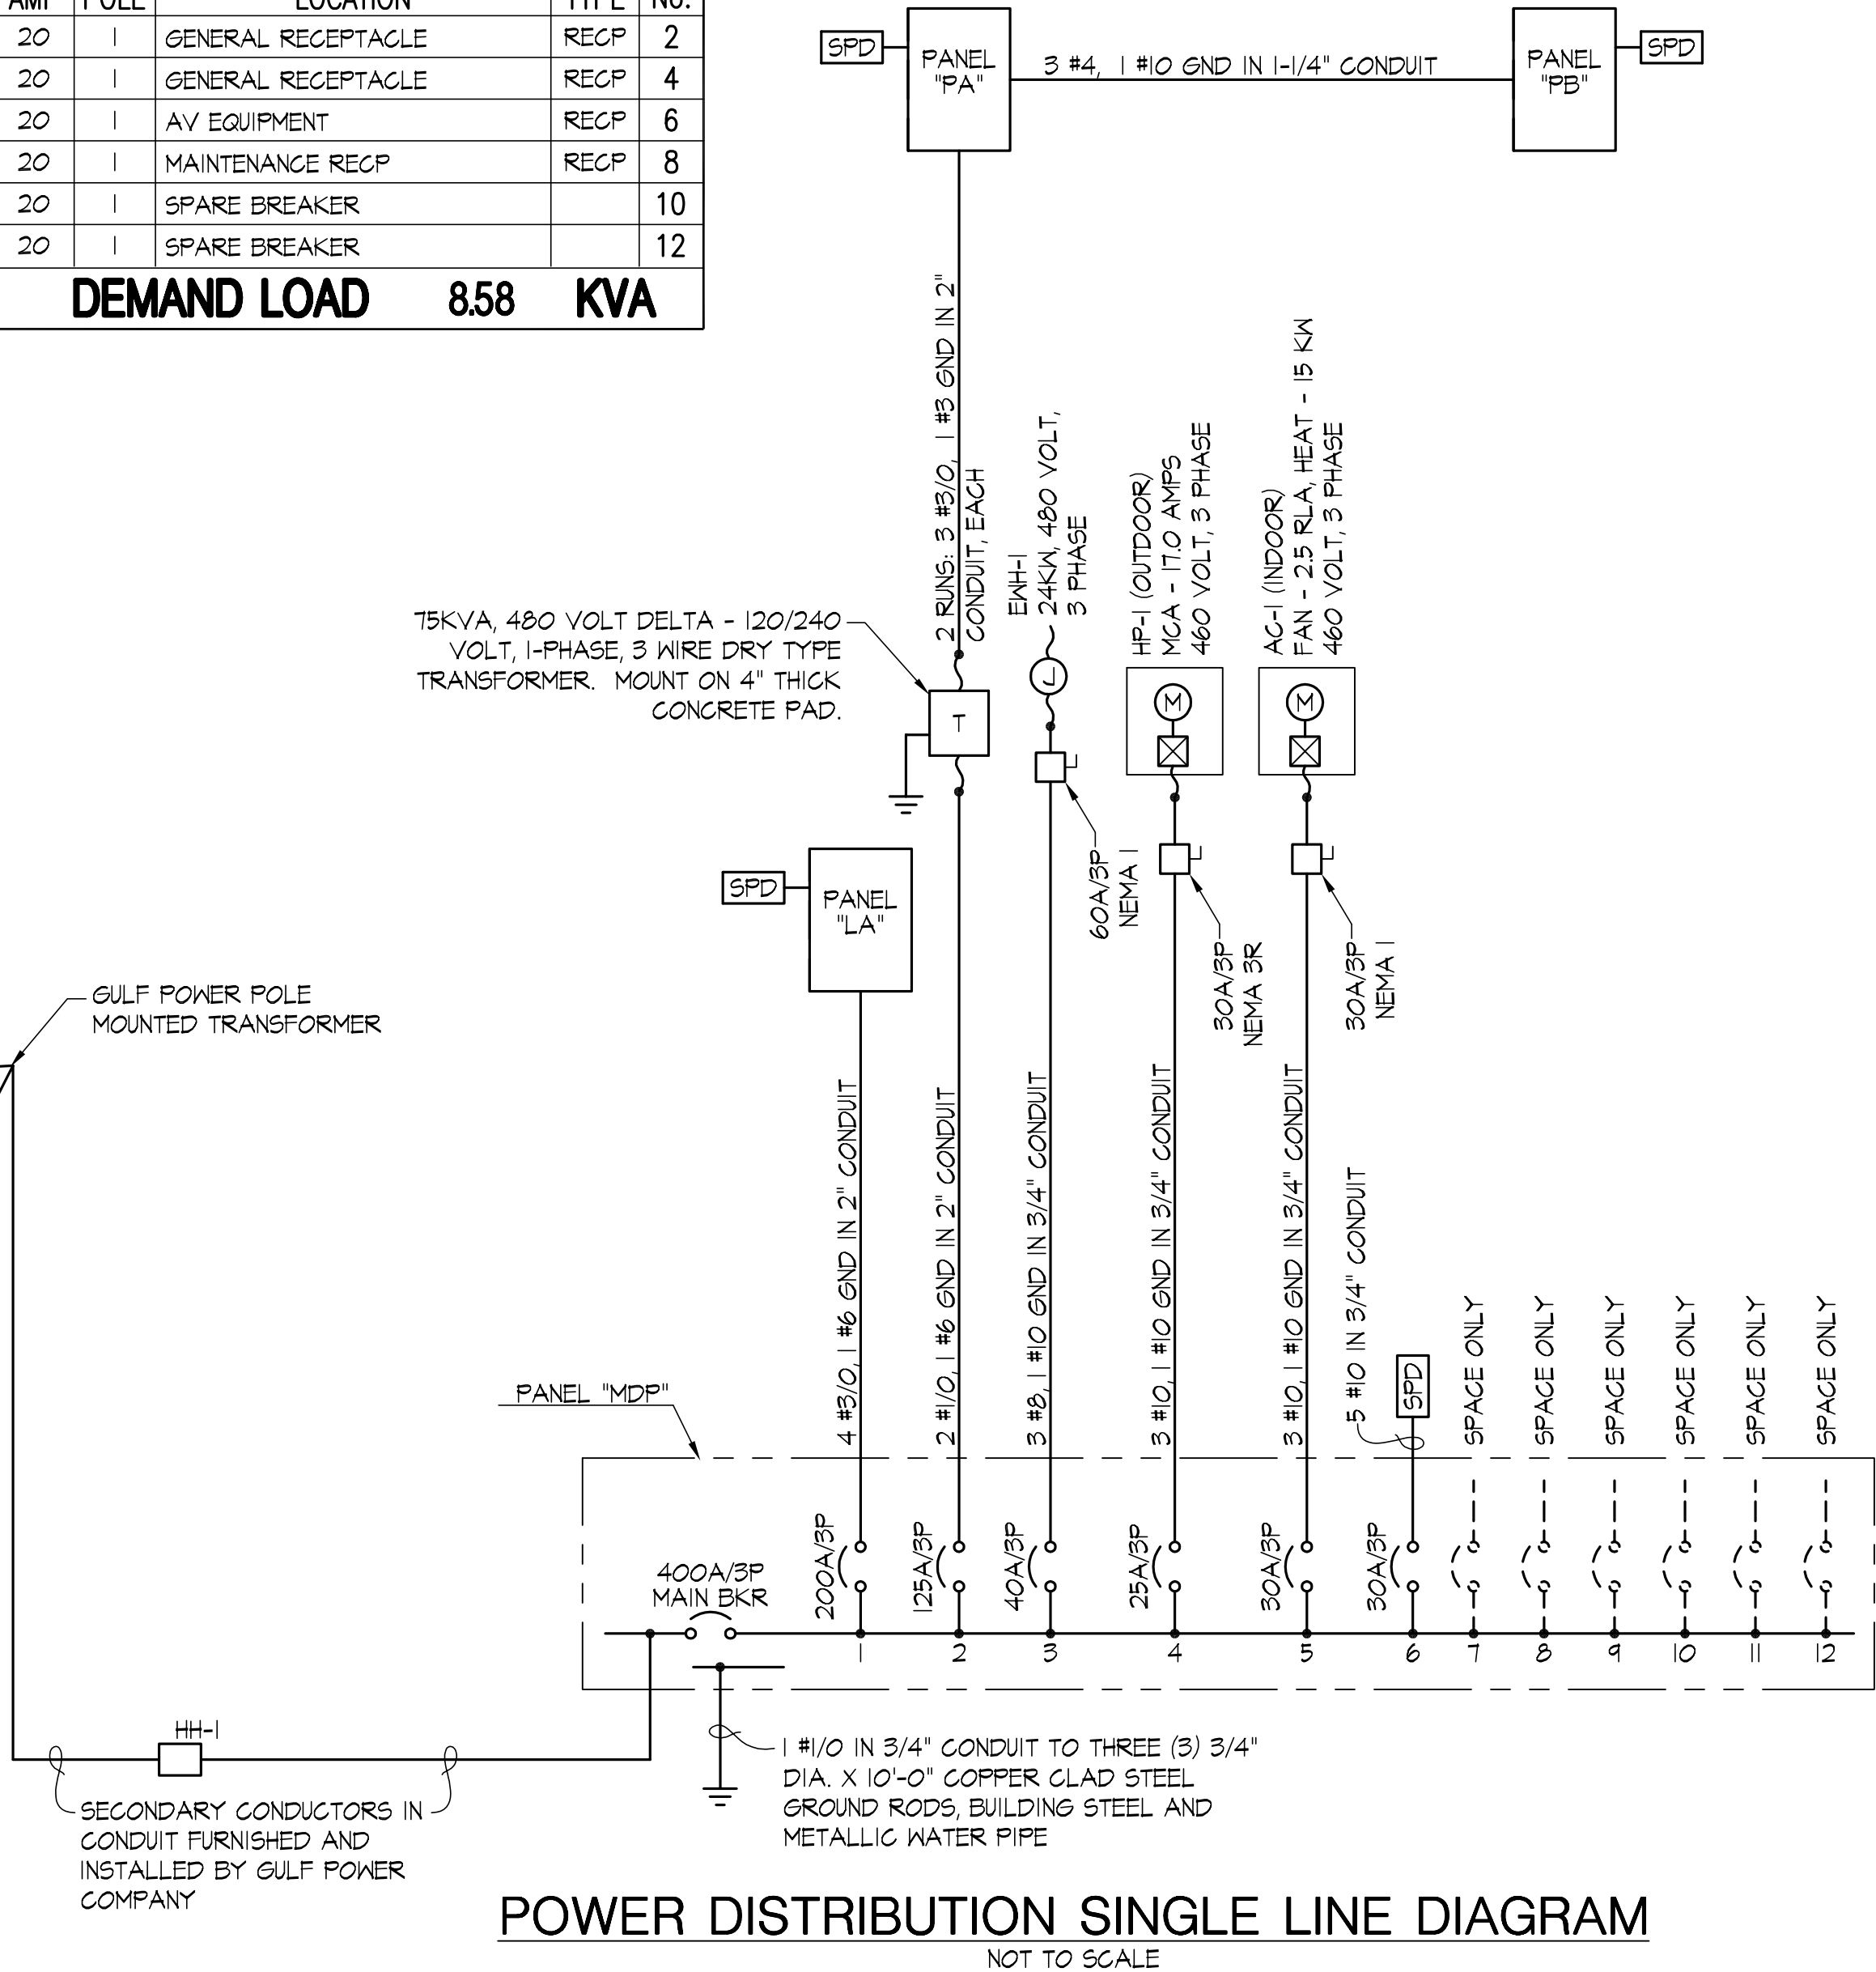 AMP POLE LOCATION TYPE NO.
20 1 GENERAL RECEPTACLE RECP 2
20 1 GENERAL RECEPTACLE RECP 4
20 1 AV EQUIPMENT RECP 6
20 1 MAINTENANCE RECP RECP 8
20 1 SPARE BREAKER 10
20 1 SPARE BREAKER 12
DEMAND LOAD 8.58 KVA
SPD
PANEL
"PA"
3 #4, 1 #10 GND IN 1-1/4" CONDUIT
PANEL
"PB"
SPD
2 RUNS: 3 #3/0, 1 #3 GND IN 2"
CONDUIT, EACH
EWH-1
24KW, 480 VOLT,
3 PHASE
HP-1 (OUTDOOR)
MCA - 17.0 AMPS
460 VOLT, 3 PHASE
AC-1 (INDOOR)
FAN - 2.5 RLA, HEAT - 15 KW
460 VOLT, 3 PHASE
75KVA, 480 VOLT DELTA - 120/240
VOLT, 1-PHASE, 3 WIRE DRY TYPE
TRANSFORMER. MOUNT ON 4" THICK
CONCRETE PAD.
T
J
M
M
SPD
PANEL
"LA"
60A/3P
NEMA 1
30A/3P
NEMA 3R
30A/3P
NEMA 1
GULF POWER POLE
MOUNTED TRANSFORMER
4 #3/0, 1 #6 GND IN 2" CONDUIT
2 #1/0, 1 #6 GND IN 2" CONDUIT
3 #8, 1 #10 GND IN 3/4" CONDUIT
3 #10, 1 #10 GND IN 3/4" CONDUIT
3 #10, 1 #10 GND IN 3/4" CONDUIT
5 #10 IN 3/4" CONDUIT
SPD
SPACE ONLY
SPACE ONLY
SPACE ONLY
SPACE ONLY
SPACE ONLY
SPACE ONLY
PANEL "MDP"
400A/3P
MAIN BKR
200A/3P
125A/3P
40A/3P
25A/3P
30A/3P
30A/3P
1 2 3 4 5 6 7 8 9 10 11 12
HH-1
SECONDARY CONDUCTORS IN
CONDUIT FURNISHED AND
INSTALLED BY GULF POWER
COMPANY
1 #1/0 IN 3/4" CONDUIT TO THREE (3) 3/4"
DIA. X 10'-0" COPPER CLAD STEEL
GROUND RODS, BUILDING STEEL AND
METALLIC WATER PIPE
POWER DISTRIBUTION SINGLE LINE DIAGRAM
NOT TO SCALE